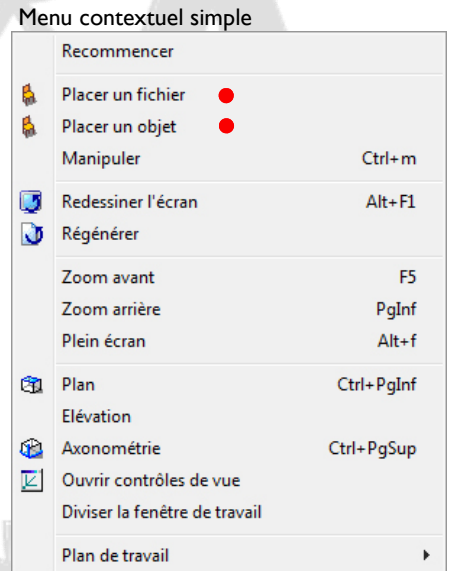 Menu contextuel simple
Recommencer
Placer un fichier
Placer un objet
Manipuler Ctrl+m
Redessiner l'écran Alt+F1
Régénérer
Zoom avant F5
Zoom arrière PgInf
Plein écran Alt+f
Plan Ctrl+PgInf
Elévation
Axonométrie Ctrl+PgSup
Ouvrir contrôles de vue
Diviser la fenêtre de travail
Plan de travail